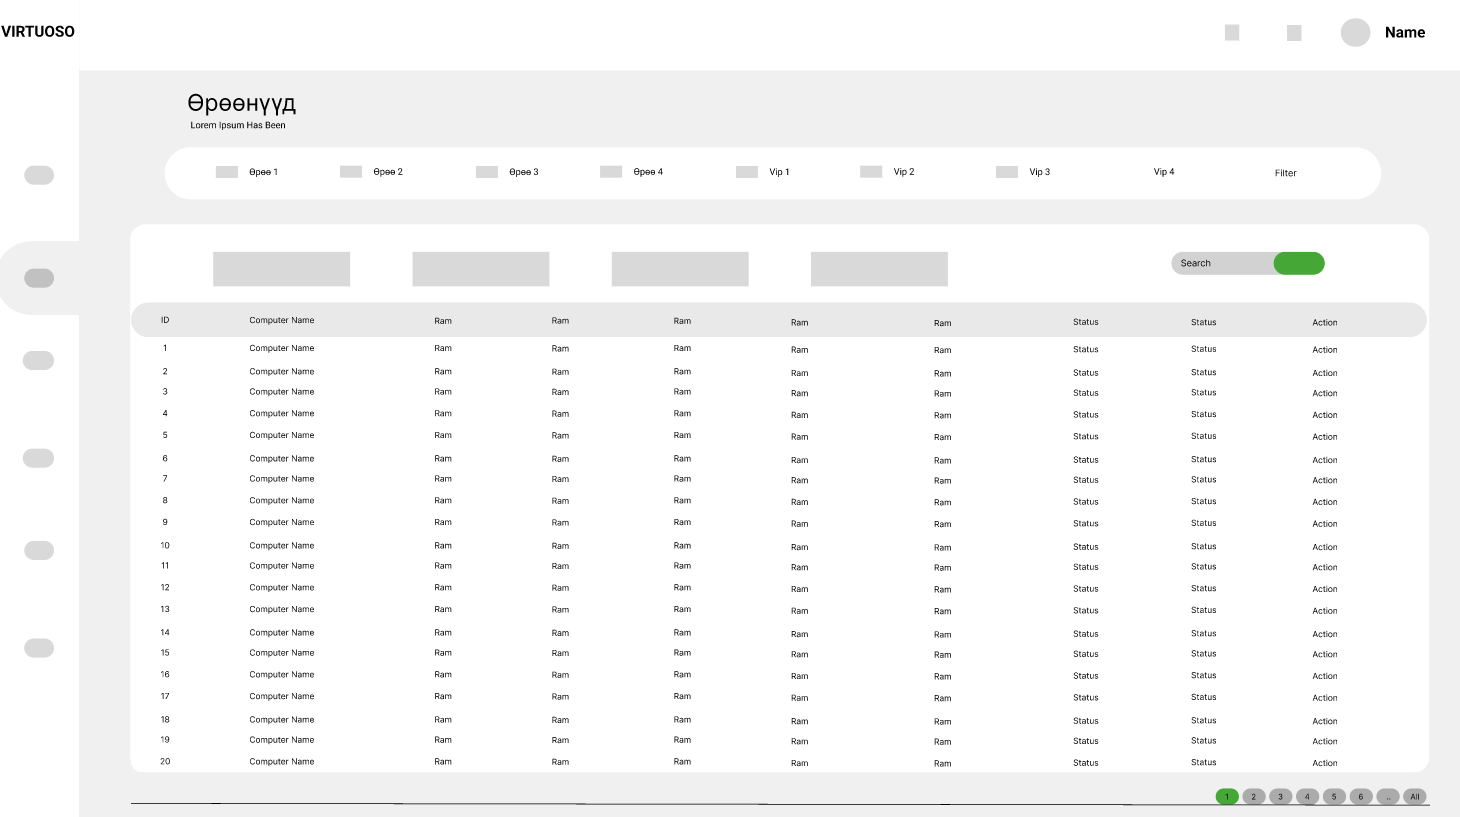 VIRTUOSO
Name
Өрөөнүүд
Lorem Ipsum Has Been
Өрөө 1 Өрөө 2 Өрөө 3 Өрөө 4 Vip 1 Vip 2 Vip 3 Vip 4 Filter
Search
ID Computer Name Ram Ram Ram Ram Ram Status Status Action
1 Computer Name Ram Ram Ram Ram Ram Status Status Action
2 Computer Name Ram Ram Ram Ram Ram Status Status Action
3 Computer Name Ram Ram Ram Ram Ram Status Status Action
4 Computer Name Ram Ram Ram Ram Ram Status Status Action
5 Computer Name Ram Ram Ram Ram Ram Status Status Action
6 Computer Name Ram Ram Ram Ram Ram Status Status Action
7 Computer Name Ram Ram Ram Ram Ram Status Status Action
8 Computer Name Ram Ram Ram Ram Ram Status Status Action
9 Computer Name Ram Ram Ram Ram Ram Status Status Action
10 Computer Name Ram Ram Ram Ram Ram Status Status Action
11 Computer Name Ram Ram Ram Ram Ram Status Status Action
12 Computer Name Ram Ram Ram Ram Ram Status Status Action
13 Computer Name Ram Ram Ram Ram Ram Status Status Action
14 Computer Name Ram Ram Ram Ram Ram Status Status Action
15 Computer Name Ram Ram Ram Ram Ram Status Status Action
16 Computer Name Ram Ram Ram Ram Ram Status Status Action
17 Computer Name Ram Ram Ram Ram Ram Status Status Action
18 Computer Name Ram Ram Ram Ram Ram Status Status Action
19 Computer Name Ram Ram Ram Ram Ram Status Status Action
20 Computer Name Ram Ram Ram Ram Ram Status Status Action
1 2 3 4 5 6 .. All